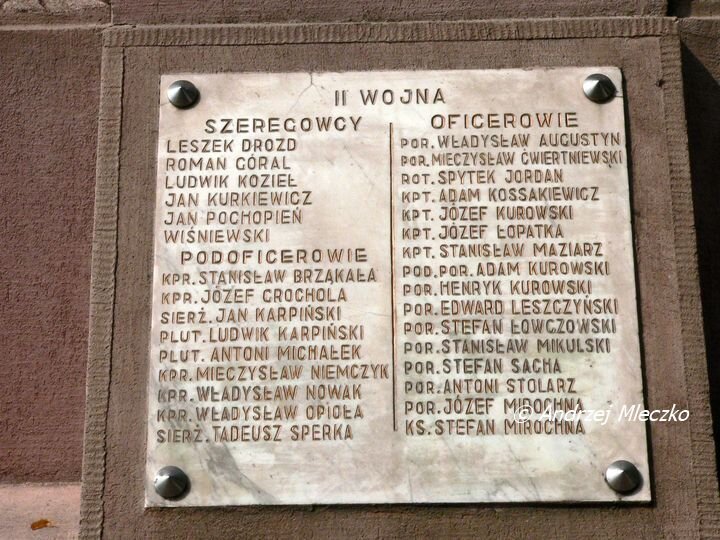 II WOJNA
SZEREGOWCY
LESZEK DROZD
ROMAN GÓRAL
LUDWIK KOZIEŁ
JAN KURKIEWICZ
JAN POCHOPIEŃ
WIŚNIEWSKI
PODOFICEROWIE
KPR. STANISŁAW BRZĄKAŁA
KPR. JÓZEF GROCHOLA
SIERŻ. JAN KARPIŃSKI
PLUT. LUDWIK KARPIŃSKI
PLUT. ANTONI MICHAŁEK
KPR. MIECZYSŁAW NIEMCZYK
KPR. WŁADYSŁAW NOWAK
KPR. WŁADYSŁAW OPIOŁA
SIERŻ. TADEUSZ SPERKA
OFICEROWIE
POR. WŁADYSŁAW AUGUSTYN
POR. MIECZYSŁAW ĆWIERTNIEWSKI
ROT. SPYTEK JORDAN
KPT. ADAM KOSSAKIEWICZ
KPT. JÓZEF KUROWSKI
KPT. JÓZEF ŁOPATKA
KPT. STANISŁAW MAZIARZ
POD. POR. ADAM KUROWSKI
POR. HENRYK KUROWSKI
POR. EDWARD LESZCZYŃSKI
POR. STEFAN ŁOWCZOWSKI
POR. STANISŁAW MIKULSKI
POR. STEFAN SACHA
POR. ANTONI STOLARZ
POR. JÓZEF MIROCHNA
KS. STEFAN MIROCHNA
© Andrzej Mleczko